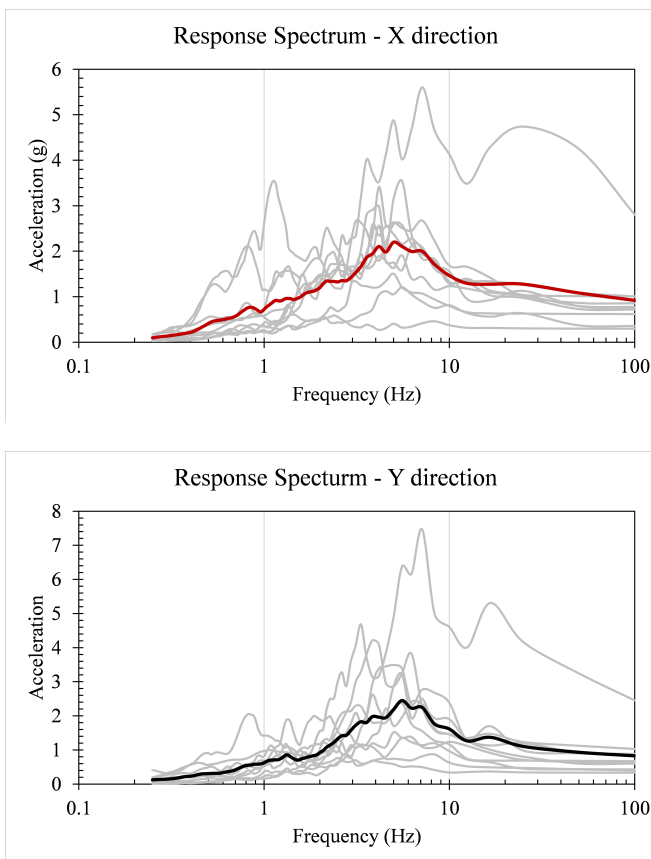 Response Spectrum - X direction
6
5
4
3
2
1
0
Acceleration (g)
0.1 1 10 100
Frequency (Hz)
Response Specturm - Y direction
8
7
6
5
4
3
2
1
0
Acceleration
0.1 1 10 100
Frequency (Hz)